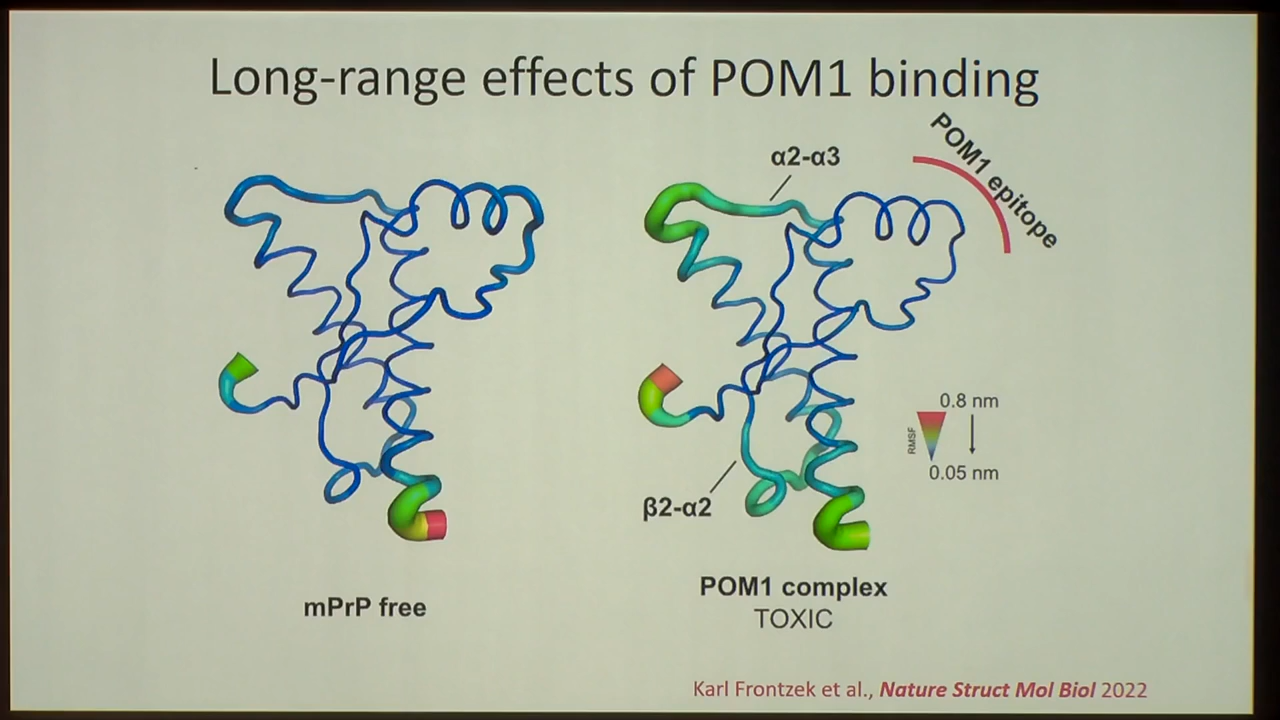 Long-range effects of POM1 binding
α2-α3
POM1 epitope
0.8 nm
RMSF
0.05 nm
β2-α2
mPrP free
POM1 complex
TOXIC
Karl Frontzek et al., Nature Struct Mol Biol 2022